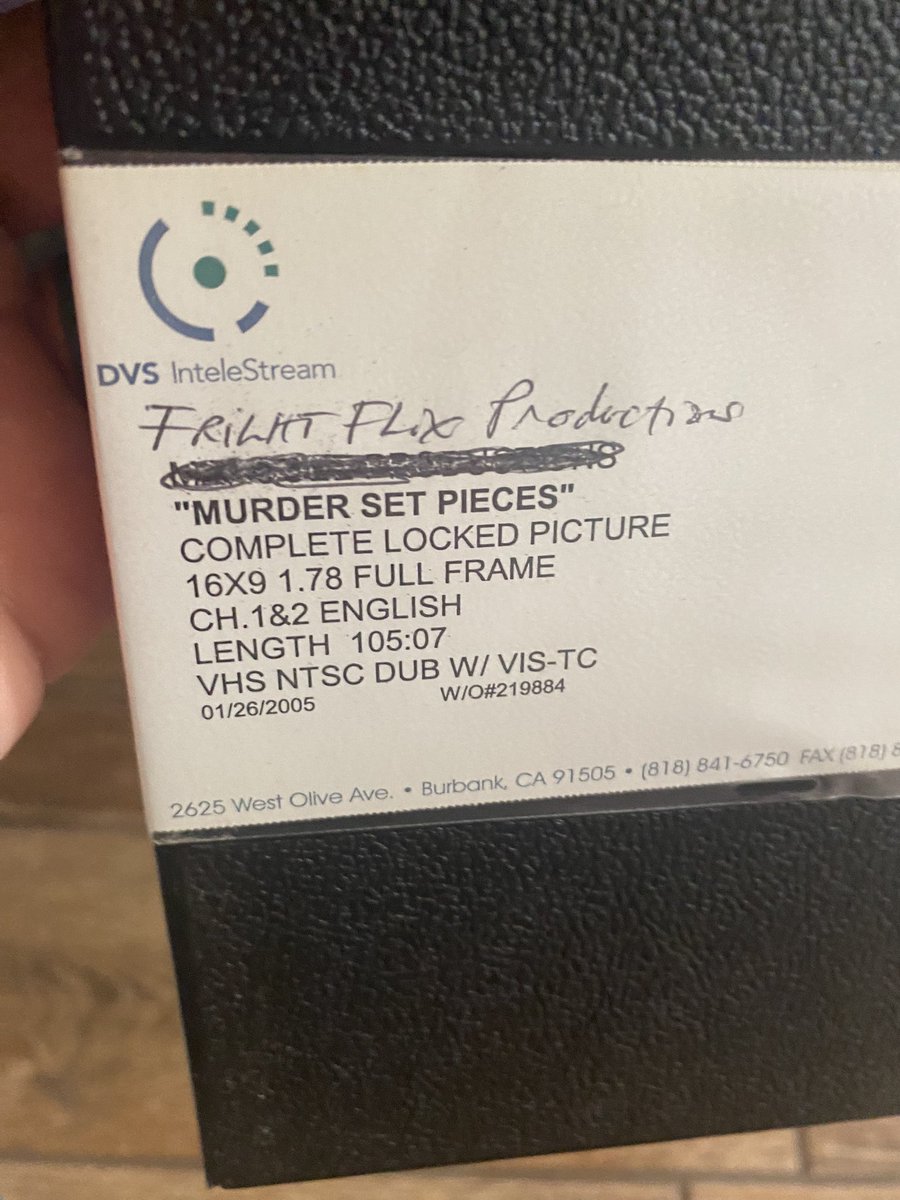 DVS InteleStream
FRIGHT FLIX Productions
"MURDER SET PIECES"
COMPLETE LOCKED PICTURE
16X9 1.78 FULL FRAME
CH.1&2 ENGLISH
LENGTH 105:07
VHS NTSC DUB W/ VIS-TC
01/26/2005 W/O#219884
2625 West Olive Ave. • Burbank, CA 91505 • (818) 841-6750 FAX (818) 8